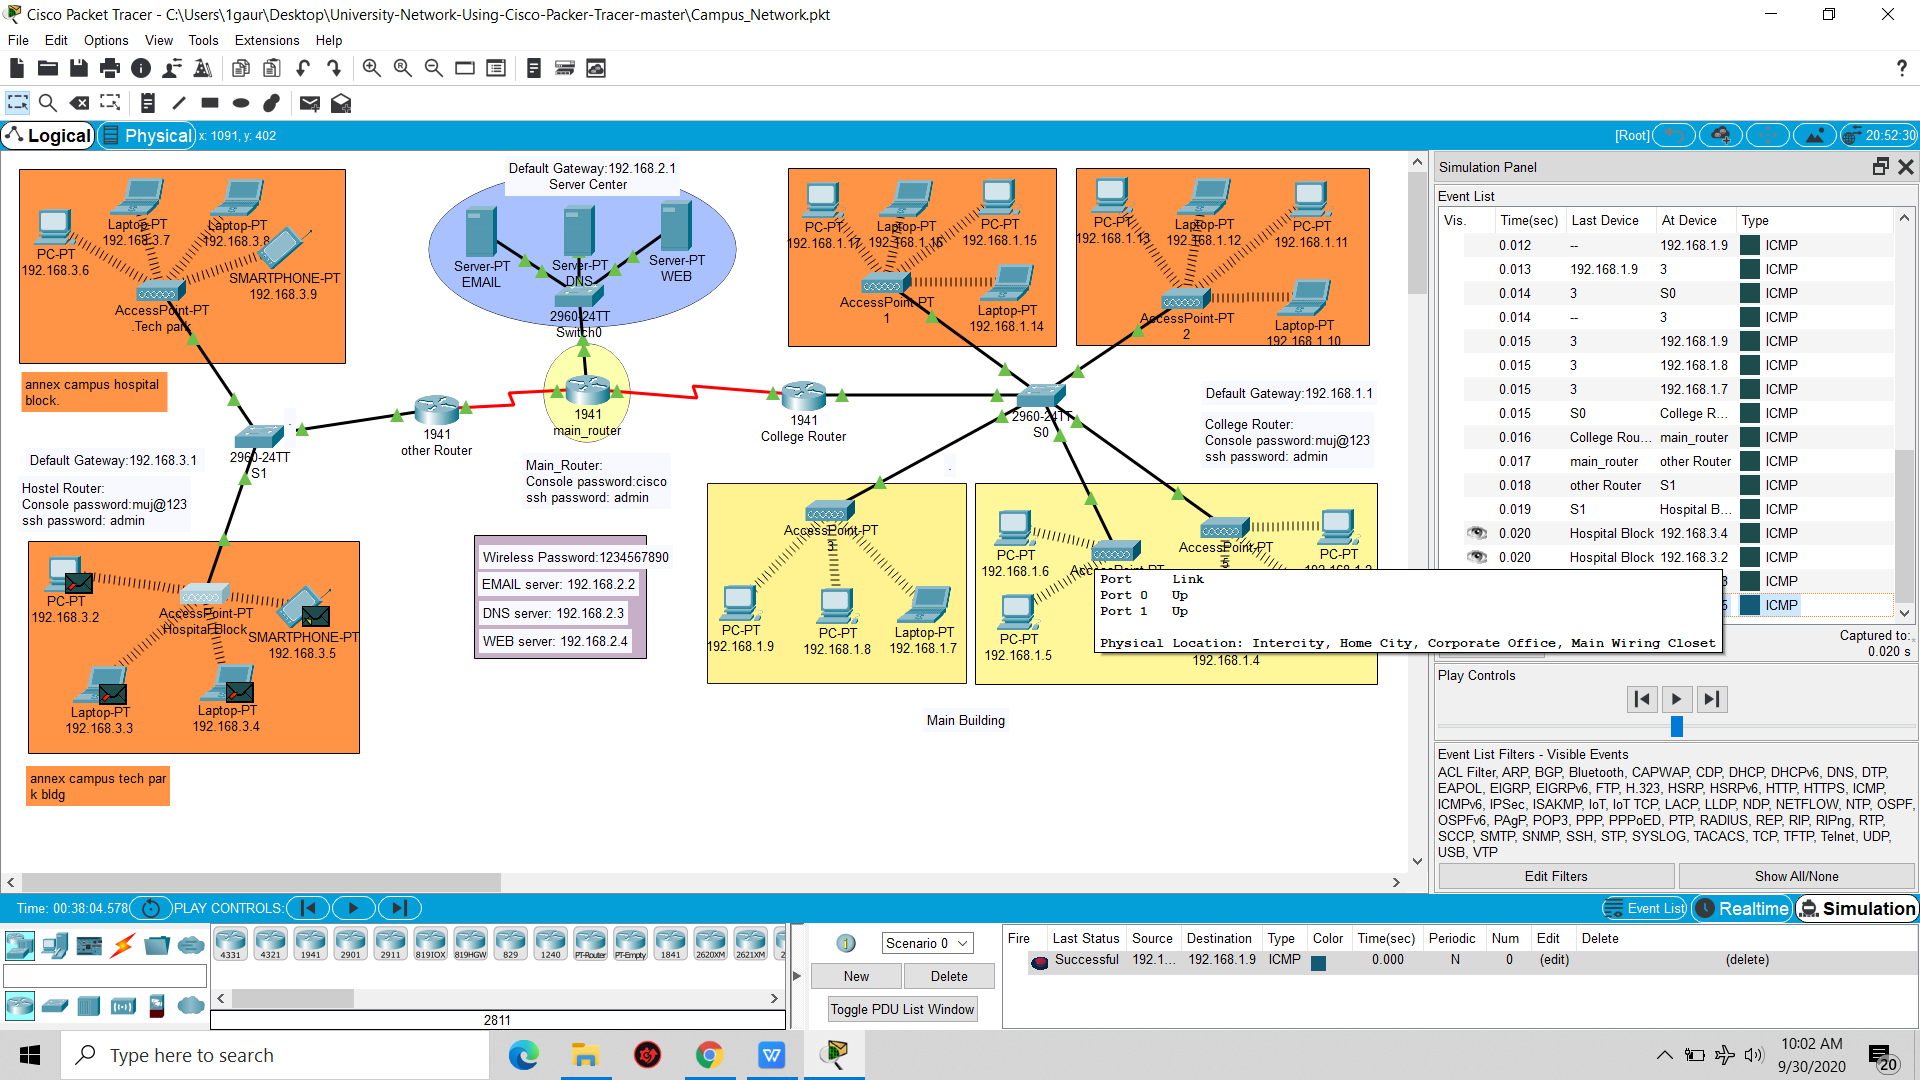 Cisco Packet Tracer - C:\Users\1gaur\Desktop\University-Network-Using-Cisco-Packer-Tracer-master\Campus_Network.pkt
File Edit Options View Tools Extensions Help
Logical Physical x: 1091, y: 402 [Root] 20:52:30
Default Gateway:192.168.2.1
Server Center
Server-PT
EMAIL
Server-PT
DNS
Server-PT
WEB
2960-24TT
Switch0
Laptop-PT
192.168.3.7
Laptop-PT
192.168.3.8
PC-PT
192.168.3.6
SMARTPHONE-PT
192.168.3.9
AccessPoint-PT
.Tech park
annex campus hospital
block.
PC-PT
192.168.1.17
Laptop-PT
192.168.1.16
PC-PT
192.168.1.15
AccessPoint-PT
1
Laptop-PT
192.168.1.14
PC-PT
192.168.1.13
Laptop-PT
192.168.1.12
PC-PT
192.168.1.11
AccessPoint-PT
2
Laptop-PT
192.168.1.10
1941
other Router
1941
main_router
1941
College Router
2960-24TT
S0
2960-24TT
S1
Default Gateway:192.168.1.1
College Router:
Console password:muj@123
ssh password: admin
Default Gateway:192.168.3.1
Hostel Router:
Console password:muj@123
ssh password: admin
Main_Router:
Console password:cisco
ssh password: admin
Wireless Password:1234567890
EMAIL server: 192.168.2.2
DNS server: 192.168.2.3
WEB server: 192.168.2.4
PC-PT
192.168.3.2
AccessPoint-PT
Hospital Block
SMARTPHONE-PT
192.168.3.5
Laptop-PT
192.168.3.3
Laptop-PT
192.168.3.4
annex campus tech par
k bldg
AccessPoint-PT
3
PC-PT
192.168.1.9
PC-PT
192.168.1.8
Laptop-PT
192.168.1.7
PC-PT
192.168.1.6
PC-PT
192.168.1.5
AccessPoint-PT
AccessPoint-PT
5
PC-PT
192.168.1.4
Port Link
Port 0 Up
Port 1 Up
Physical Location: Intercity, Home City, Corporate Office, Main Wiring Closet
Main Building
Simulation Panel
Event List
Vis. Time(sec) Last Device At Device Type
0.012 -- 192.168.1.9 ICMP
0.013 192.168.1.9 3 ICMP
0.014 3 S0 ICMP
0.014 -- 3 ICMP
0.015 3 192.168.1.9 ICMP
0.015 3 192.168.1.8 ICMP
0.015 3 192.168.1.7 ICMP
0.015 S0 College R... ICMP
0.016 College Rou... main_router ICMP
0.017 main_router other Router ICMP
0.018 other Router S1 ICMP
0.019 S1 Hospital B... ICMP
0.020 Hospital Block 192.168.3.4 ICMP
0.020 Hospital Block 192.168.3.2 ICMP
ICMP
ICMP
Captured to:
0.020 s
Play Controls
Event List Filters - Visible Events
ACL Filter, ARP, BGP, Bluetooth, CAPWAP, CDP, DHCP, DHCPv6, DNS, DTP,
EAPOL, EIGRP, EIGRPv6, FTP, H.323, HSRP, HSRPv6, HTTP, HTTPS, ICMP,
ICMPv6, IPSec, ISAKMP, IoT, IoT TCP, LACP, LLDP, NDP, NETFLOW, NTP, OSPF,
OSPFv6, PAgP, POP3, PPP, PPPoED, PTP, RADIUS, REP, RIP, RIPng, RTP,
SCCP, SMTP, SNMP, SSH, STP, SYSLOG, TACACS, TCP, TFTP, Telnet, UDP,
USB, VTP
Edit Filters Show All/None
Time: 00:38:04.578 PLAY CONTROLS: Event List Realtime Simulation
4331 4321 1941 2901 2911 819IOX 819HGW 829 1240 PT-Router PT-Empty 1841 2620XM 2621XM
2811
Scenario 0
New Delete
Toggle PDU List Window
Fire Last Status Source Destination Type Color Time(sec) Periodic Num Edit Delete
Successful 192.1... 192.168.1.9 ICMP 0.000 N 0 (edit) (delete)
Type here to search
10:02 AM
9/30/2020
20